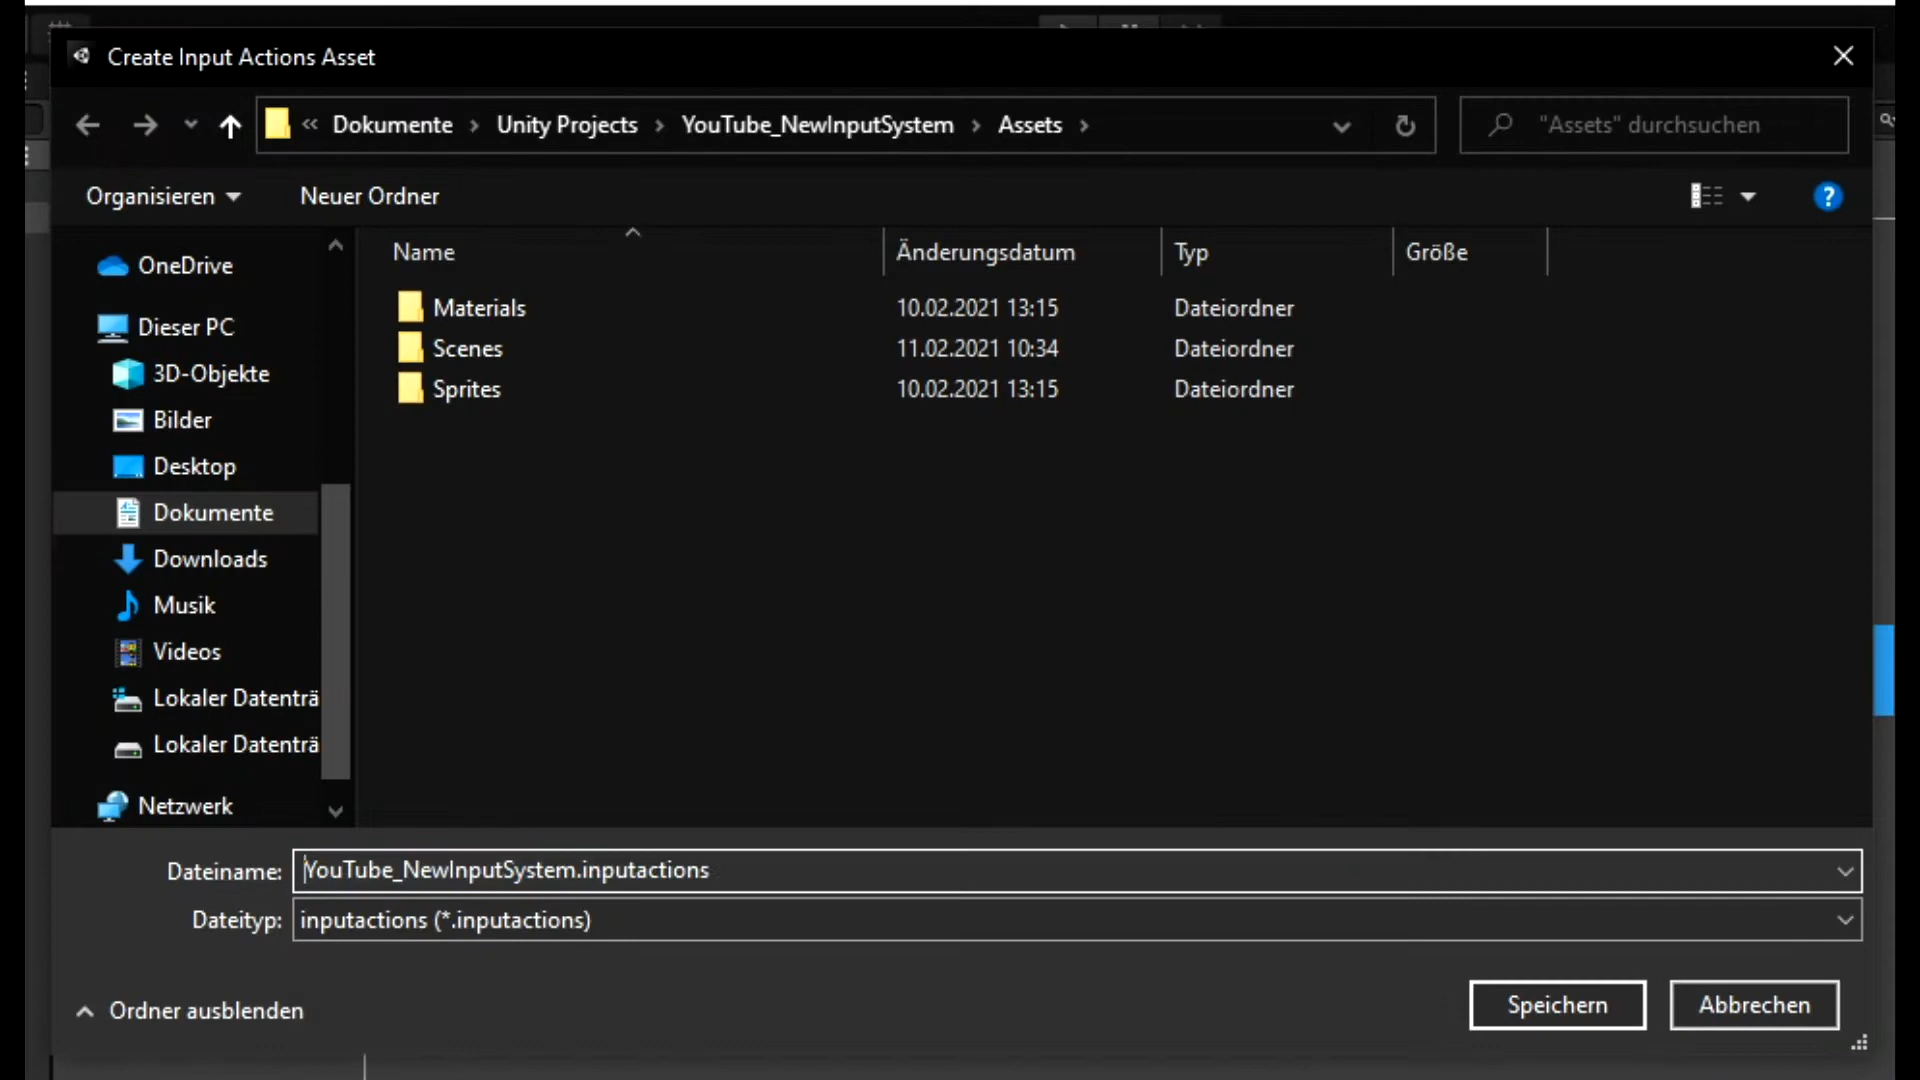 Create Input Actions Asset
« Dokumente > Unity Projects > YouTube_NewInputSystem > Assets >
"Assets" durchsuchen
Organisieren
Neuer Ordner
?
OneDrive
Dieser PC
3D-Objekte
Bilder
Desktop
Dokumente
Downloads
Musik
Videos
Lokaler Datenträ
Lokaler Datenträ
Netzwerk
Name Änderungsdatum Typ Größe
Materials 10.02.2021 13:15 Dateiordner
Scenes 11.02.2021 10:34 Dateiordner
Sprites 10.02.2021 13:15 Dateiordner
Dateiname: YouTube_NewInputSystem.inputactions
Dateityp: inputactions (*.inputactions)
Ordner ausblenden
Speichern
Abbrechen